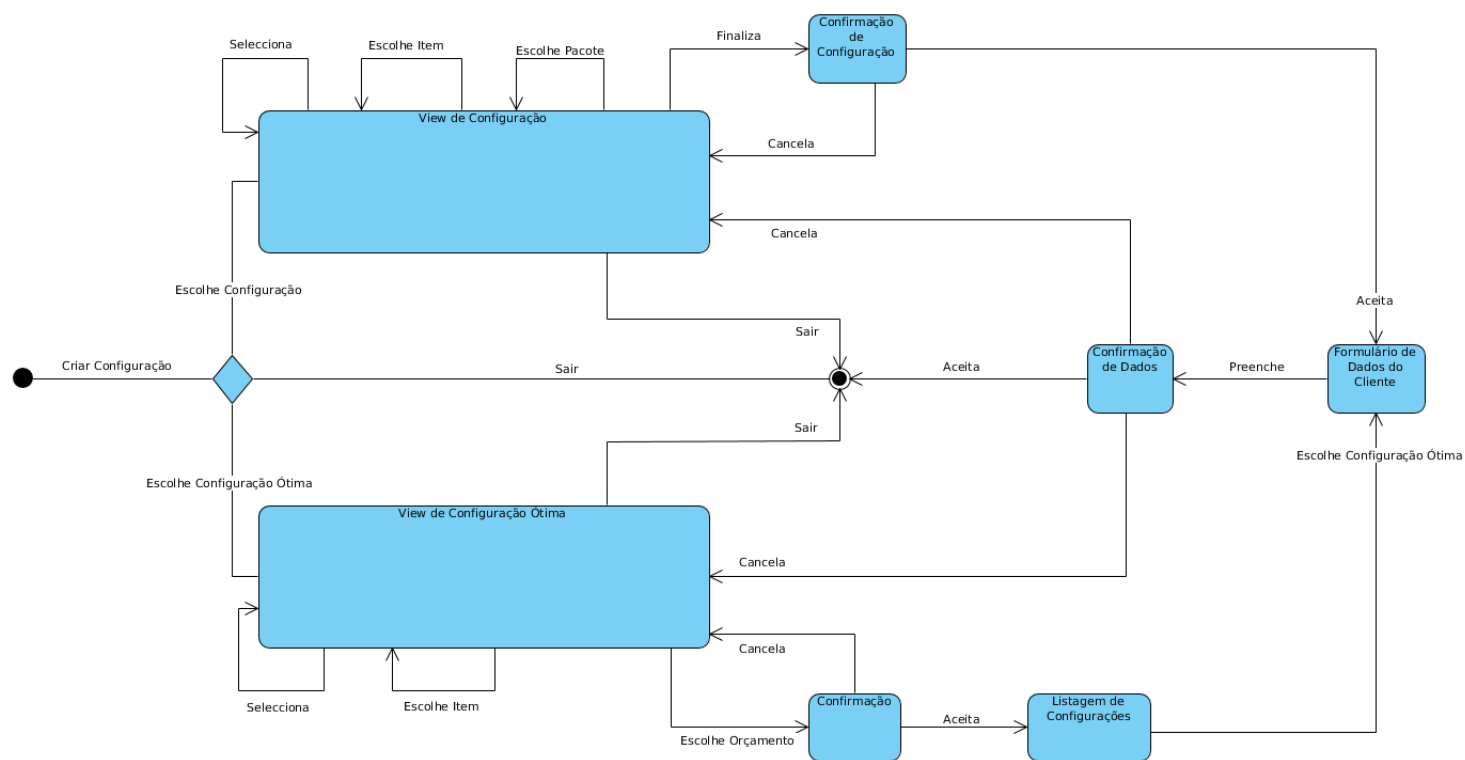 Confirmação
de
Configuração
Finaliza
Selecciona
Escolhe Item
Escolhe Pacote
View de Configuração
Cancela
Cancela
Escolhe Configuração
Aceita
Sair
Criar Configuração
Sair
Aceita
Confirmação
de Dados
Preenche
Formulário de
Dados do
Cliente
Sair
Escolhe Configuração Ótima
Escolhe Configuração Ótima
View de Configuração Ótima
Cancela
Cancela
Selecciona
Escolhe Item
Escolhe Orçamento
Confirmação
Aceita
Listagem de
Configurações